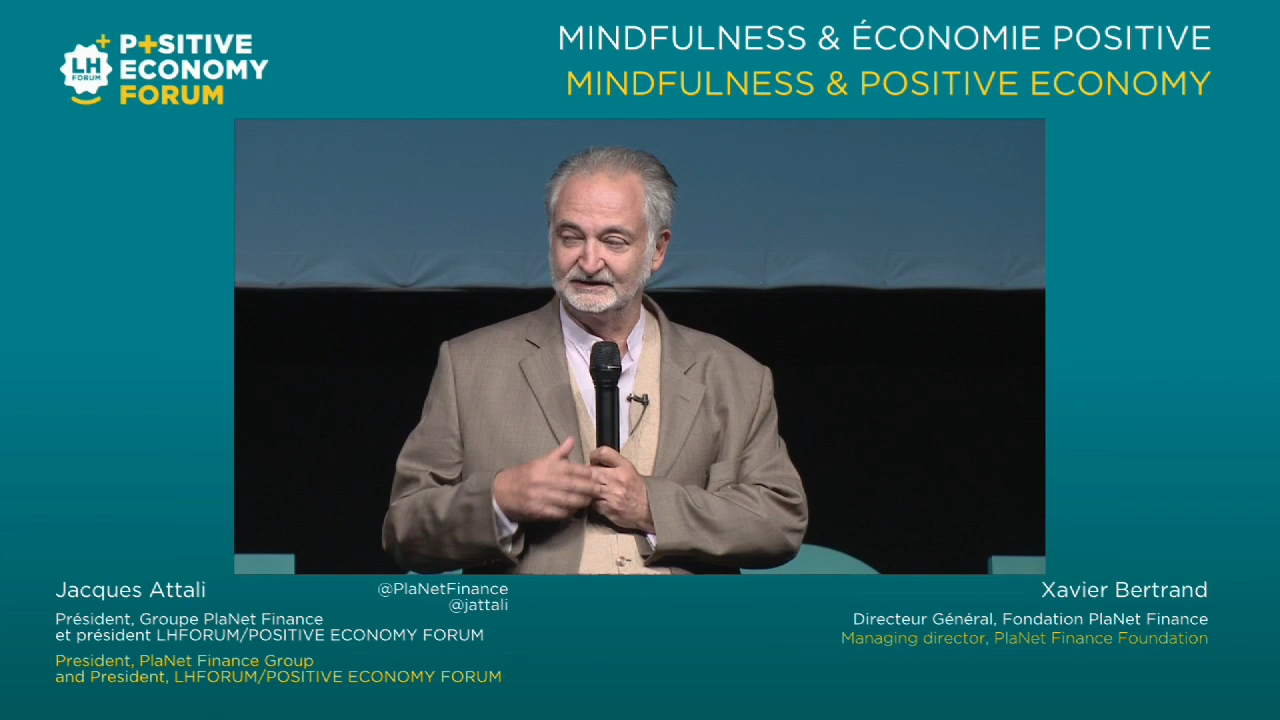 P+SITIVE
ECONOMY
FORUM
LH
FORUM
MINDFULNESS & ÉCONOMIE POSITIVE
MINDFULNESS & POSITIVE ECONOMY
Jacques Attali
@PlaNetFinance
@jattali
Président, Groupe PlaNet Finance
et président LHFORUM/POSITIVE ECONOMY FORUM
President, PlaNet Finance Group
and President, LHFORUM/POSITIVE ECONOMY FORUM
Xavier Bertrand
Directeur Général, Fondation PlaNet Finance
Managing director, PlaNet Finance Foundation